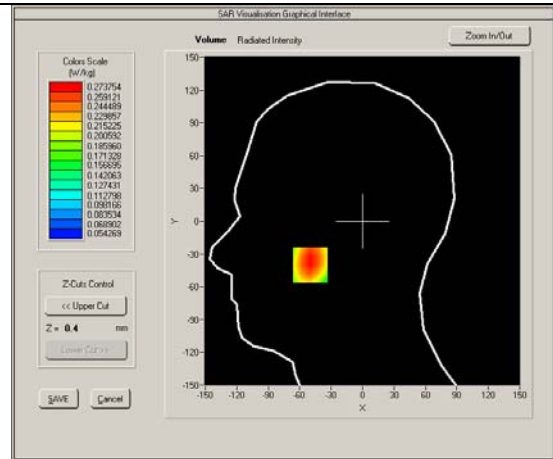 SAR Visualisation Graphical Interface
Volume Radiated Intensity
Zoom In/Out
Colors Scale
(W/kg)
0.273754
0.259121
0.244489
0.229857
0.215225
0.200592
0.185960
0.171328
0.156695
0.142063
0.127431
0.112798
0.098166
0.083534
0.068902
0.054269
Z-Cuts Control
<< Upper Cut
Z = 0.4 mm
Lower Cut >>
SAVE Cancel
150-
120-
90-
60-
30-
Y 0-
-30-
-60-
-90-
-120-
-150-
-150 -120 -90 -60 -30 0 30 60 90 120 150
X